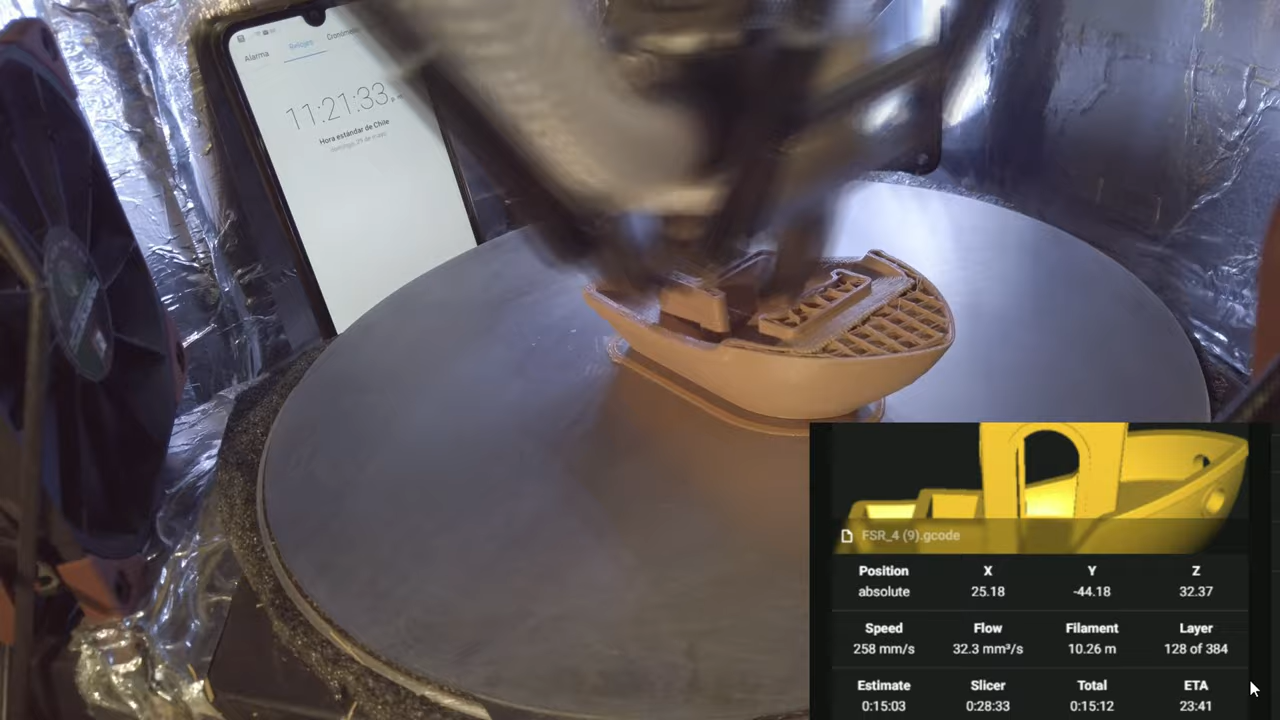 Alarma Relojes
11:21:33
Hora estándar de Chile
FSR_4 (9).gcode
Position X Y Z
absolute 25.18 -44.18 32.37
Speed Flow Filament Layer
258 mm/s 32.3 mm³/s 10.26 m 128 of 384
Estimate Slicer Total ETA
0:15:03 0:28:33 0:15:12 23:41